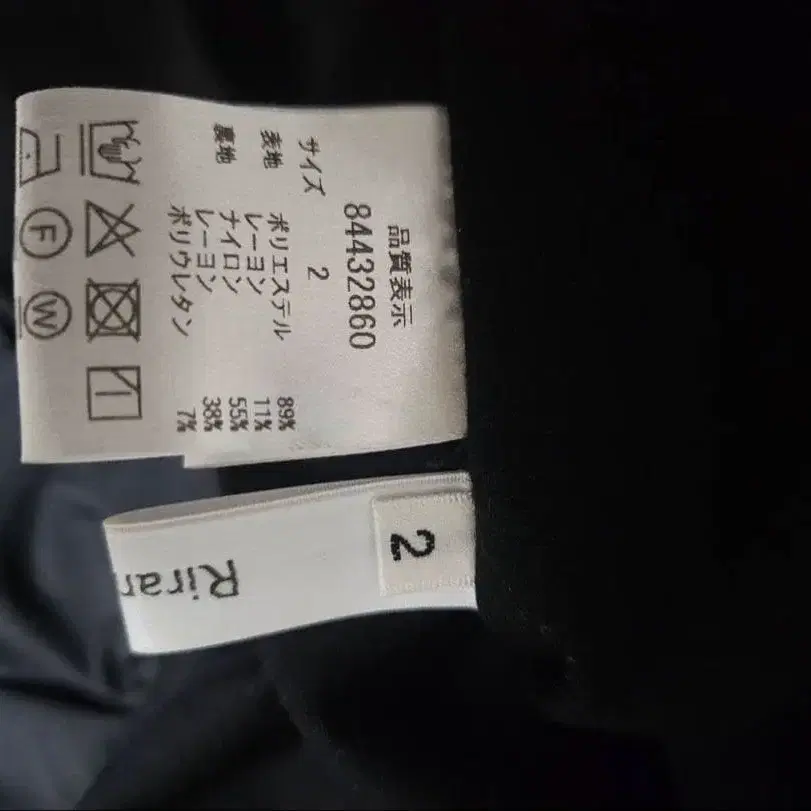 品質表示
84432860
サイズ 2
表地 ポリエステル 89%
レーヨン 11%
裏地 ナイロン 55%
レーヨン 38%
ポリウレタン 7%
F
W
2
Rirar